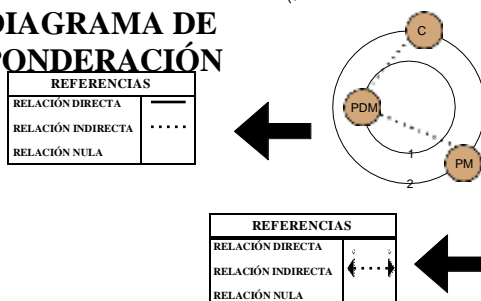 DIAGRAMA DE
PONDERACIÓN
REFERENCIAS
RELACIÓN DIRECTA
RELACIÓN INDIRECTA
RELACIÓN NULA
C
PDM
PM
1
2
REFERENCIAS
RELACIÓN DIRECTA
RELACIÓN INDIRECTA
RELACIÓN NULA